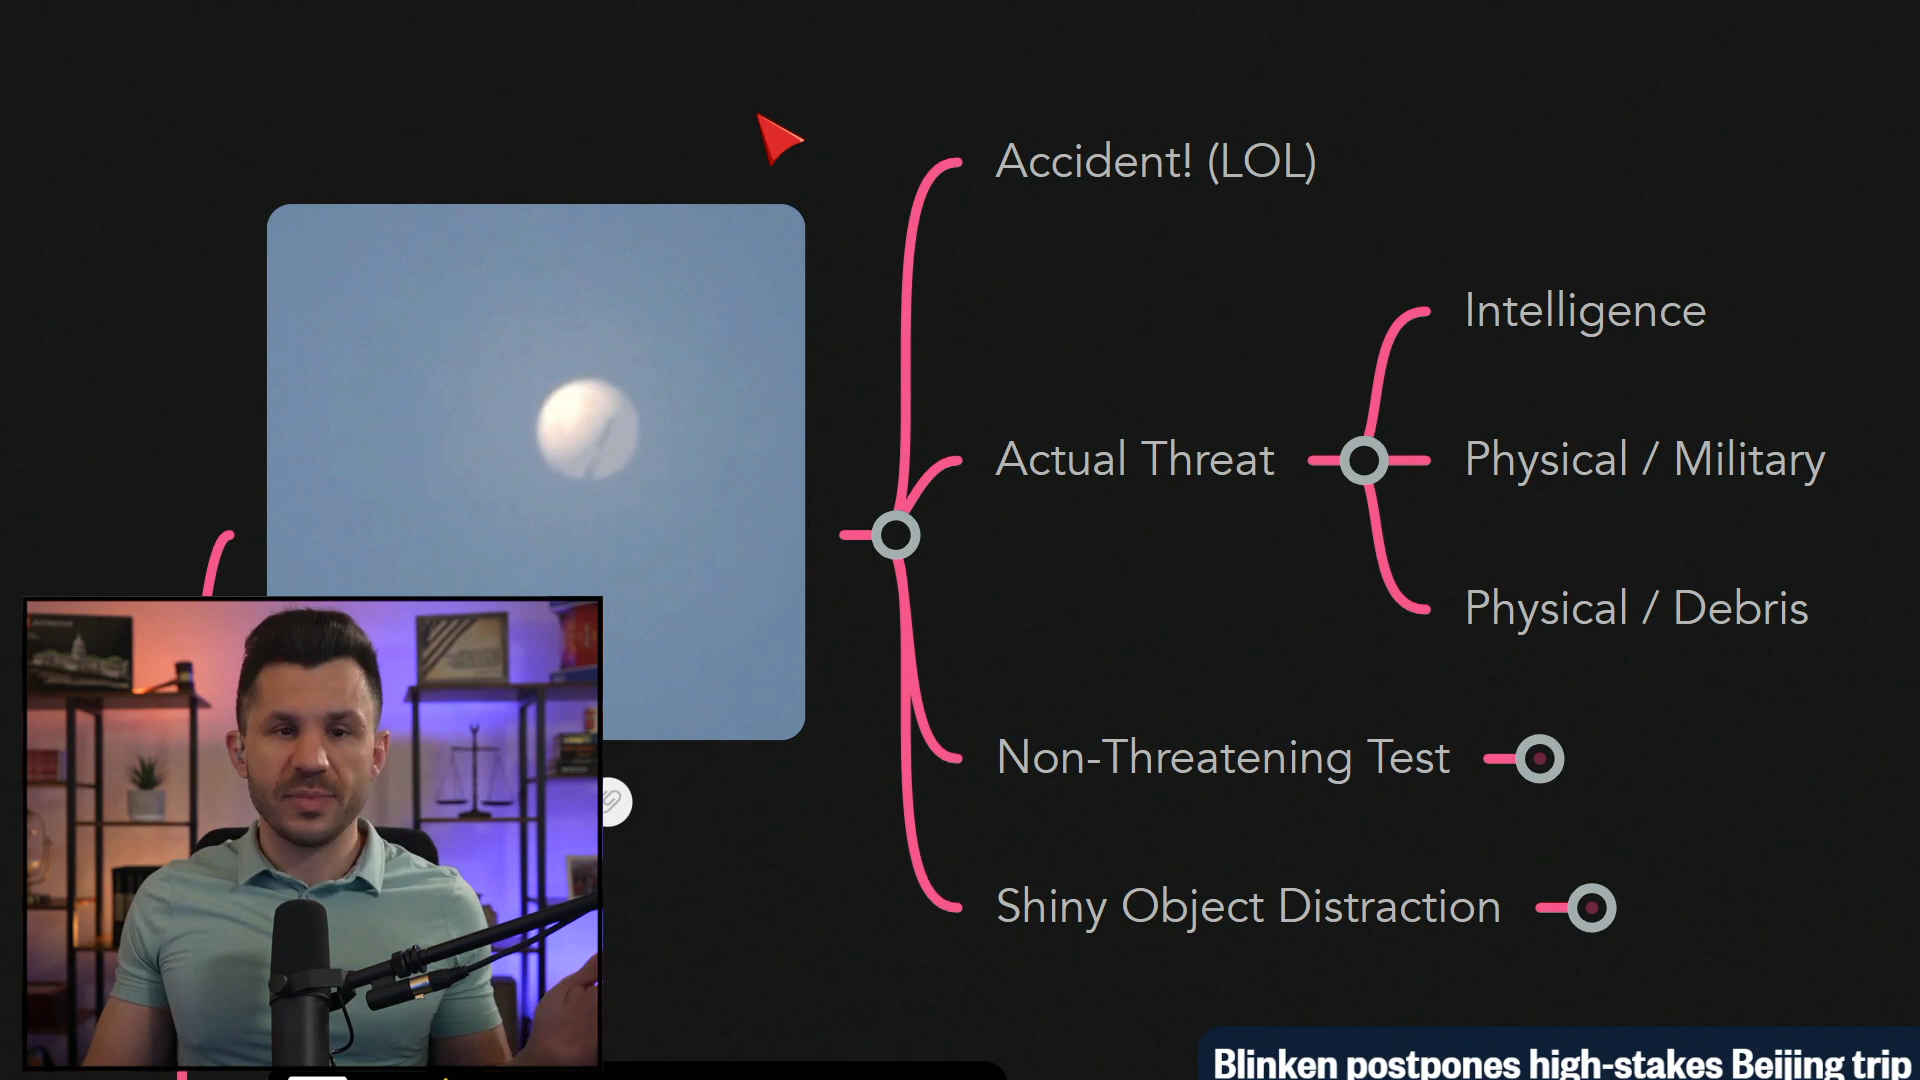 Accident! (LOL)
Intelligence
Actual Threat
Physical / Military
Physical / Debris
Non-Threatening Test
Shiny Object Distraction
Blinken postpones high-stakes Beijing trip